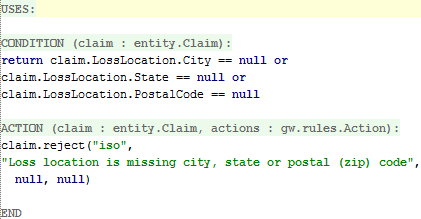 USES:
CONDITION (claim : entity.Claim):
return claim.LossLocation.City == null or
claim.LossLocation.State == null or
claim.LossLocation.PostalCode == null
ACTION (claim : entity.Claim, actions : gw.rules.Action):
claim.reject("iso",
"Loss location is missing city, state or postal (zip) code",
null, null)
END